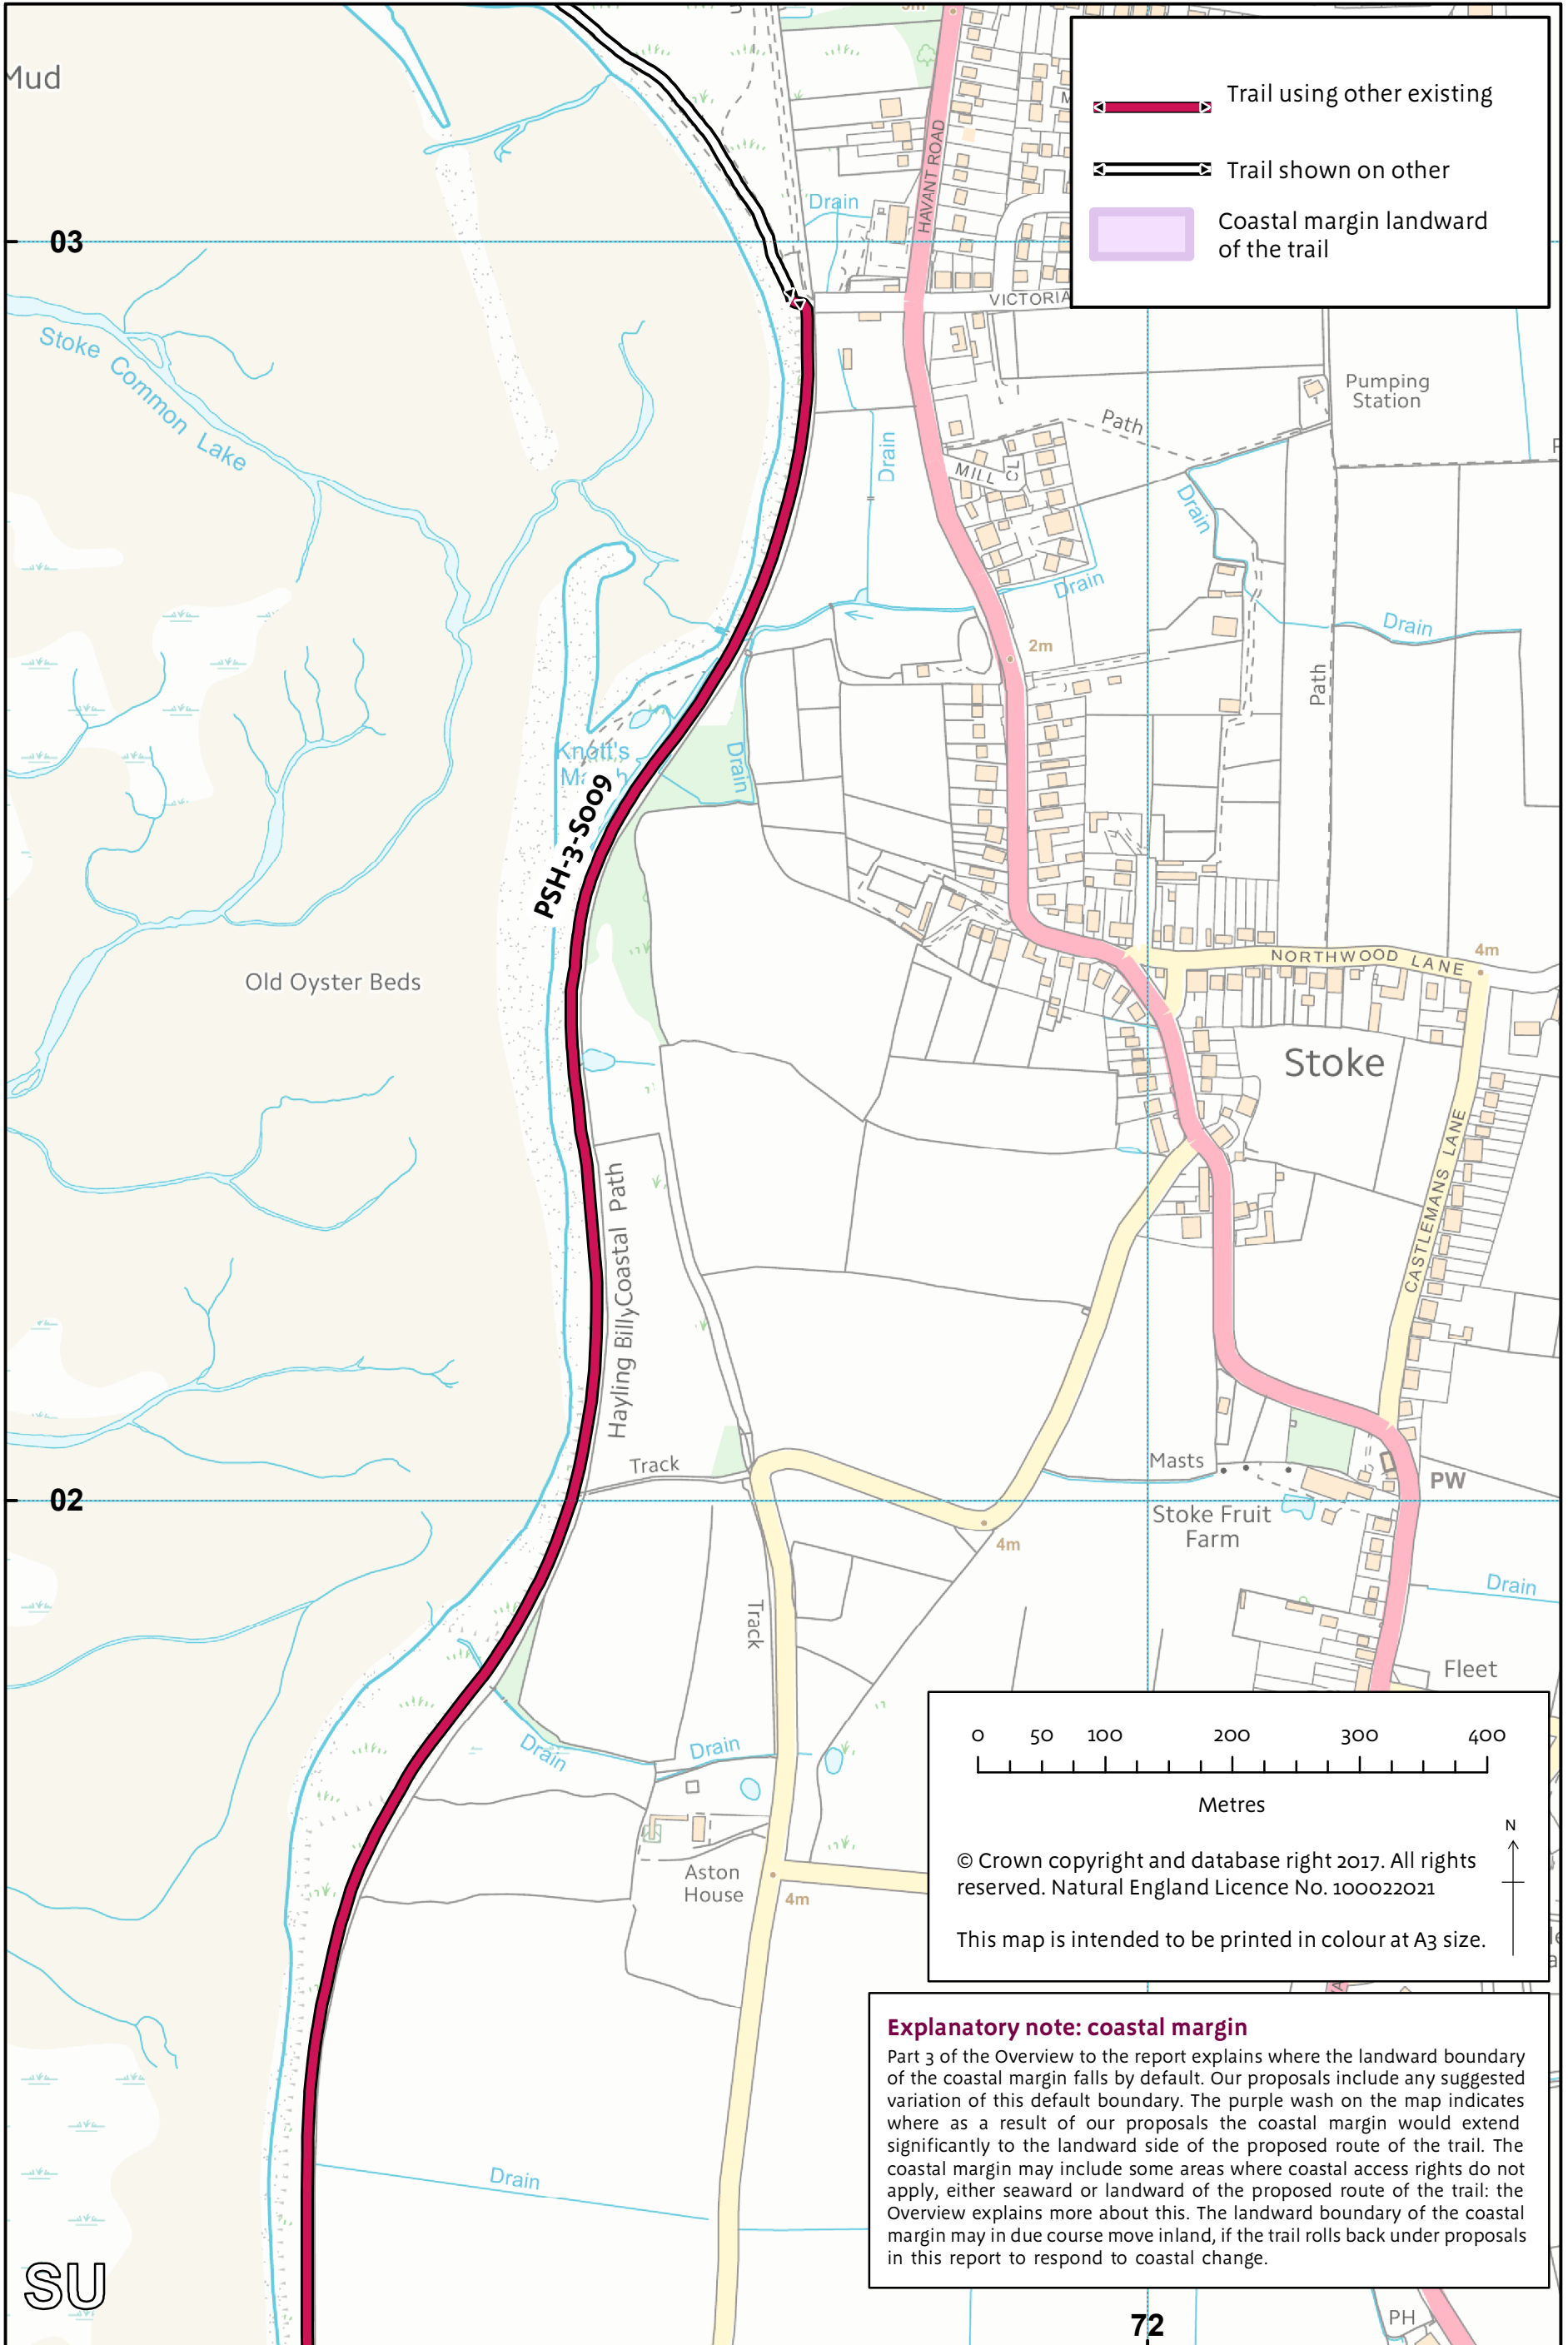 Mud
HAVANT ROAD
Trail using other existing
Trail shown on other
Coastal margin landward
of the trail
Drain
03
VICTORIA
Stoke Common Lake
Pumping
Station
Path
Drain
MILL CL
Drain
Drain
Drain
2m
Path
Knott's
Drain
PSH-3-S009
Old Oyster Beds
NORTHWOOD LANE
4m
Stoke
CASTLEMANS LANE
Hayling Billy Coastal Path
Track
Masts
PW
02
Stoke Fruit
Farm
4m
Drain
Track
Fleet
Drain
Drain
0 50 100 200 300 400
Metres
N
Aston
House
4m
© Crown copyright and database right 2017. All rights
reserved. Natural England Licence No. 100022021
This map is intended to be printed in colour at A3 size.
Explanatory note: coastal margin
Part 3 of the Overview to the report explains where the landward boundary
of the coastal margin falls by default. Our proposals include any suggested
variation of this default boundary. The purple wash on the map indicates
where as a result of our proposals the coastal margin would extend
significantly to the landward side of the proposed route of the trail. The
coastal margin may include some areas where coastal access rights do not
apply, either seaward or landward of the proposed route of the trail: the
Overview explains more about this. The landward boundary of the coastal
margin may in due course move inland, if the trail rolls back under proposals
in this report to respond to coastal change.
Drain
SU
72
PH